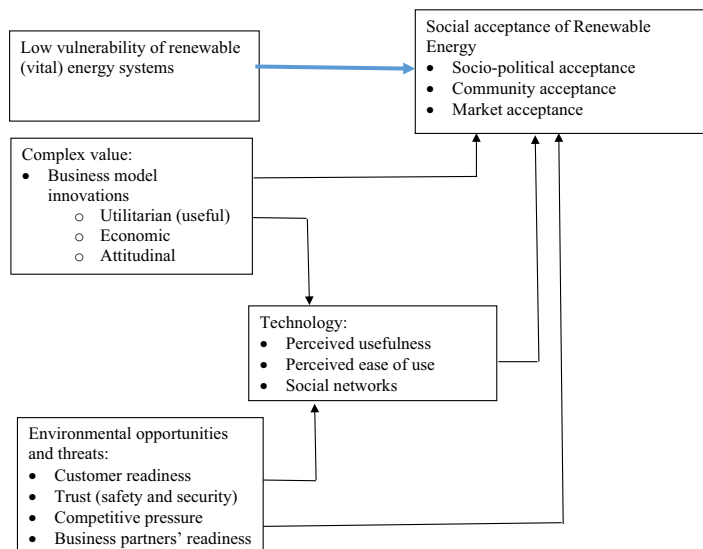 Social acceptance of Renewable
Energy
• Socio-political acceptance
• Community acceptance
• Market acceptance
Low vulnerability of renewable
(vital) energy systems
Complex value:
• Business model
innovations
o Utilitarian (useful)
o Economic
o Attitudinal
Technology:
• Perceived usefulness
• Perceived ease of use
• Social networks
Environmental opportunities
and threats:
• Customer readiness
• Trust (safety and security)
• Competitive pressure
• Business partners’ readiness